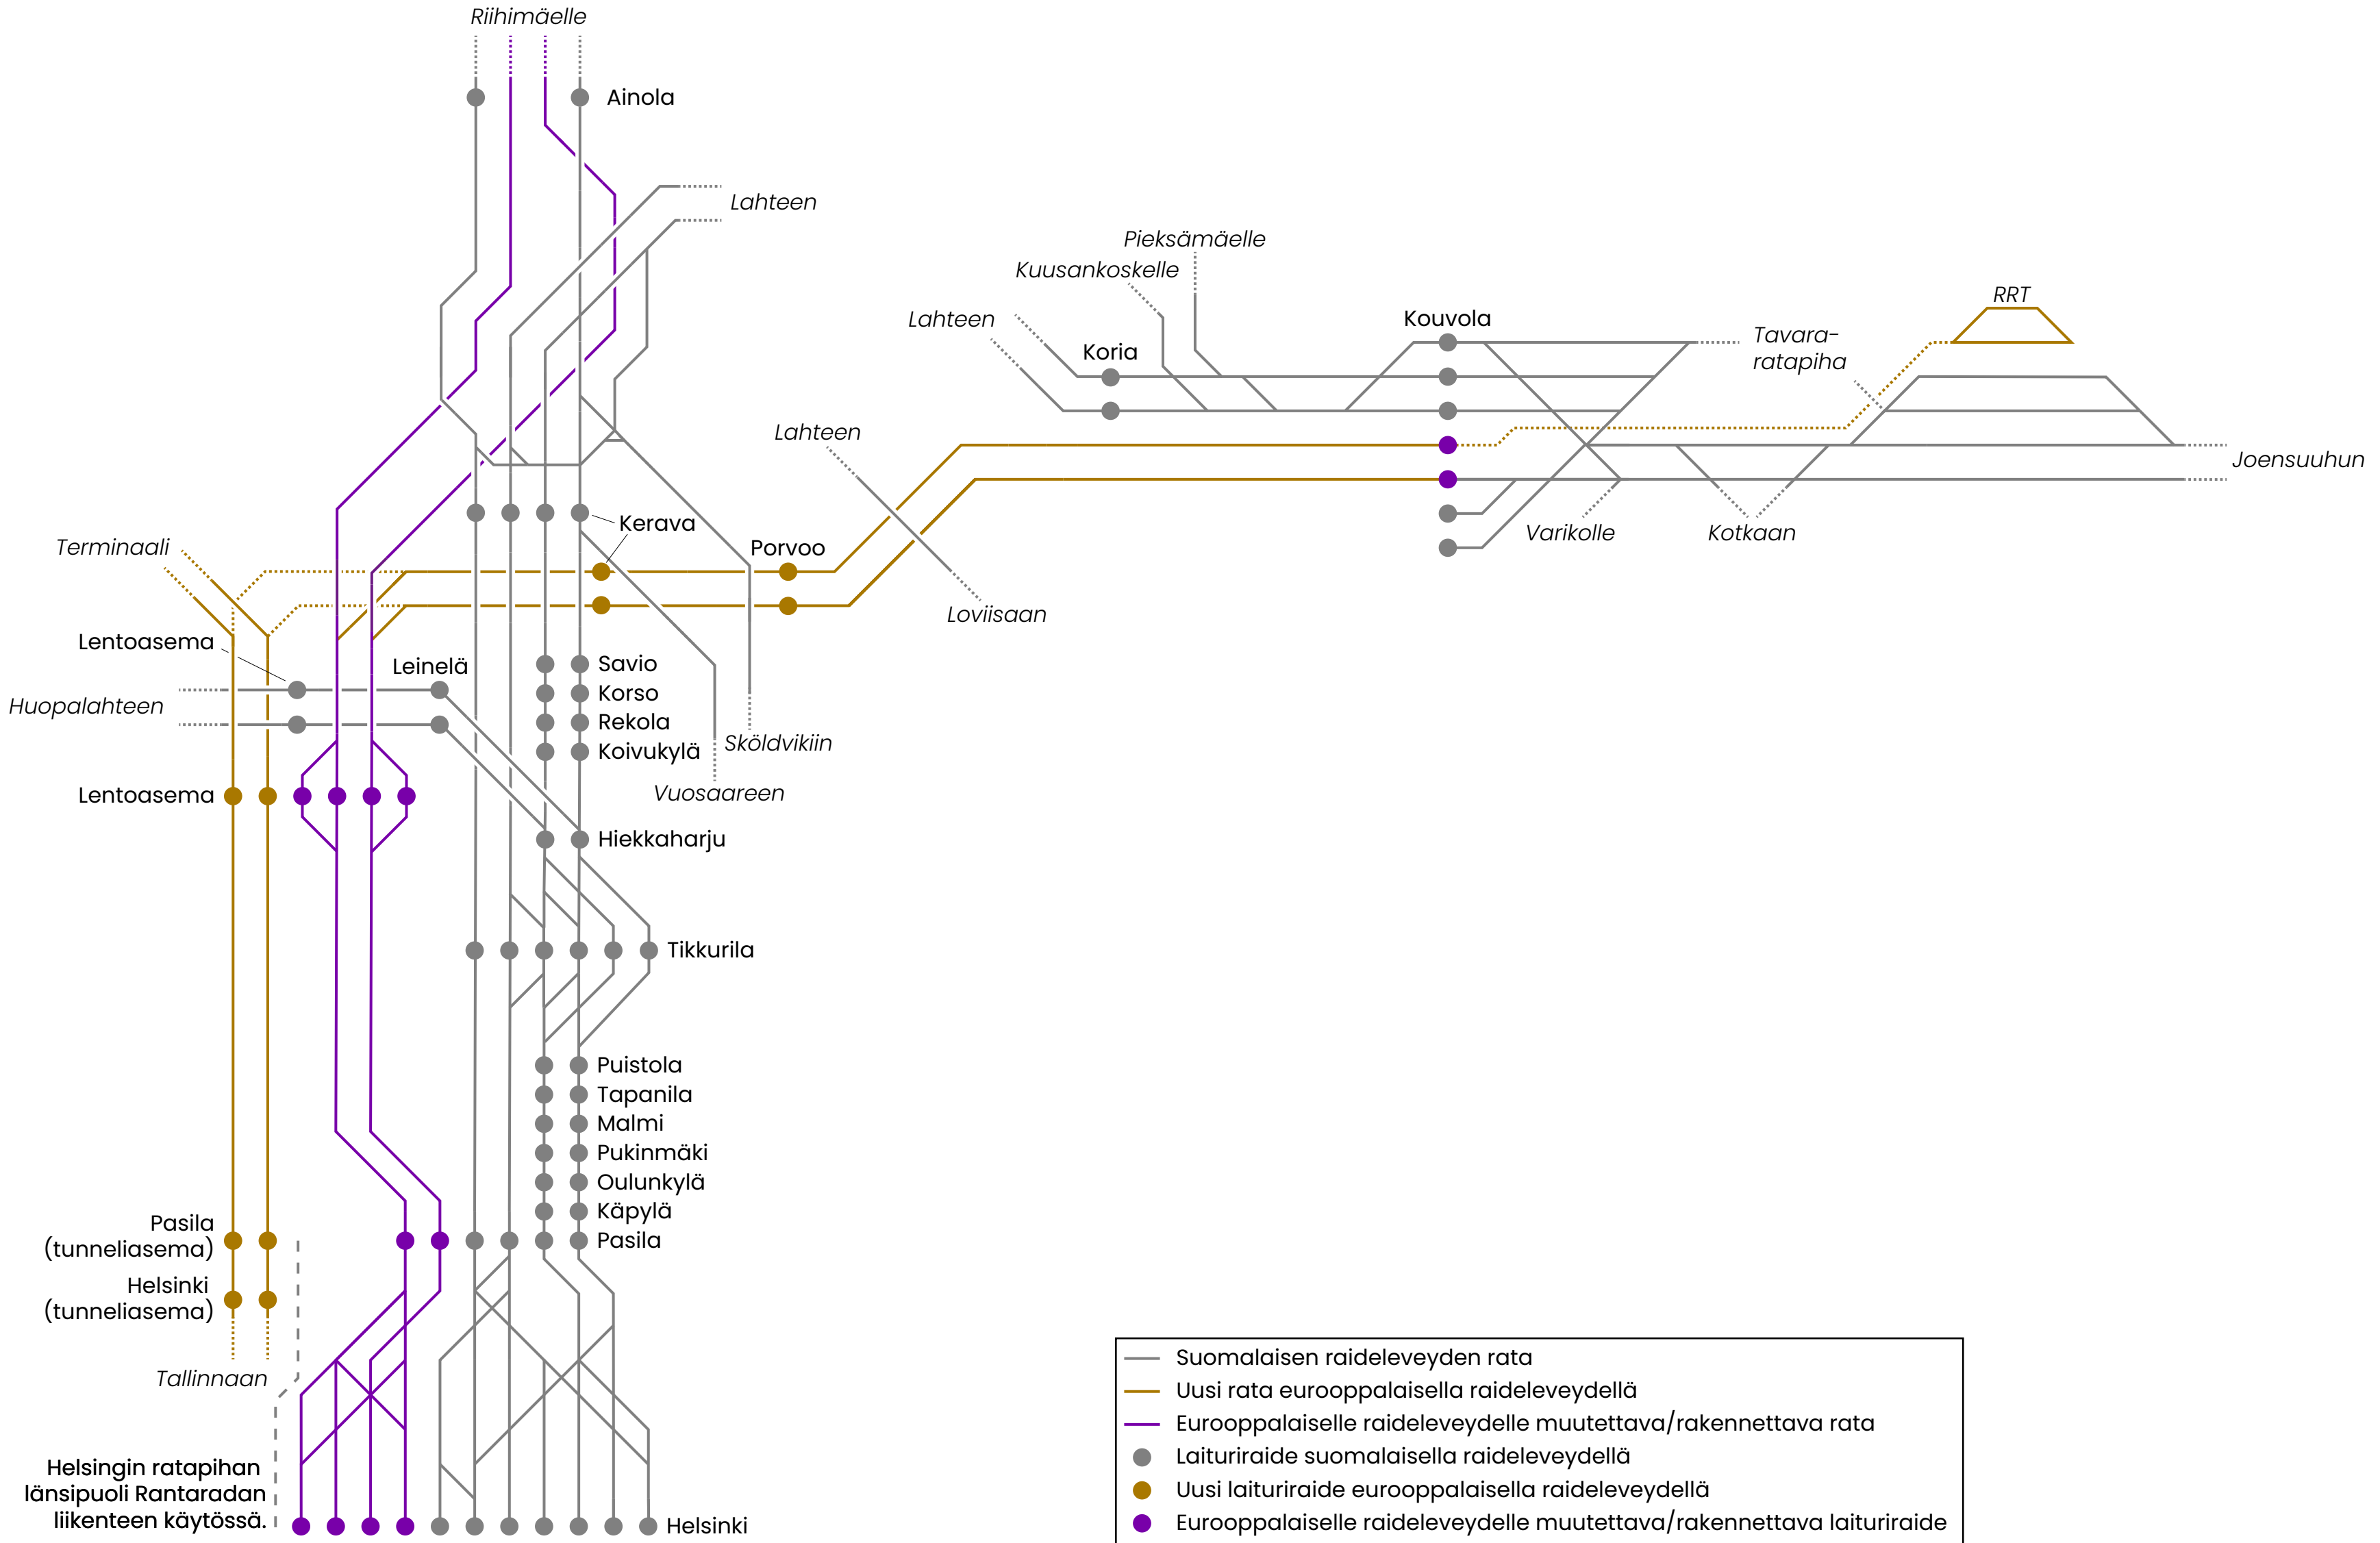 Riihimäelle
Ainola
Lahteen
Pieksämäelle
Kuusankoskelle
Lahteen
Koria
Kouvola
Tavara-
ratapiha
RRT
Joensuuhun
Lahteen
Kerava
Porvoo
Varikolle
Kotkaan
Terminaali
Loviisaan
Lentoasema
Leinelä
Savio
Korso
Rekola
Koivukylä
Huopalahteen
Sköldvikiin
Vuosaareen
Lentoasema
Hiekkaharju
Tikkurila
Puistola
Tapanila
Malmi
Pukinmäki
Oulunkylä
Käpylä
Pasila
Pasila
(tunneliasema)
Helsinki
(tunneliasema)
Tallinnaan
Helsingin ratapihan
länsipuoli Rantaradan
liikenteen käytössä.
Helsinki
Suomalaisen raideleveyden rata
Uusi rata eurooppalaisella raideleveydellä
Eurooppalaiselle raideleveydelle muutettava/rakennettava rata
Laituriraide suomalaisella raideleveydellä
Uusi laituriraide eurooppalaisella raideleveydellä
Eurooppalaiselle raideleveydelle muutettava/rakennettava laituriraide